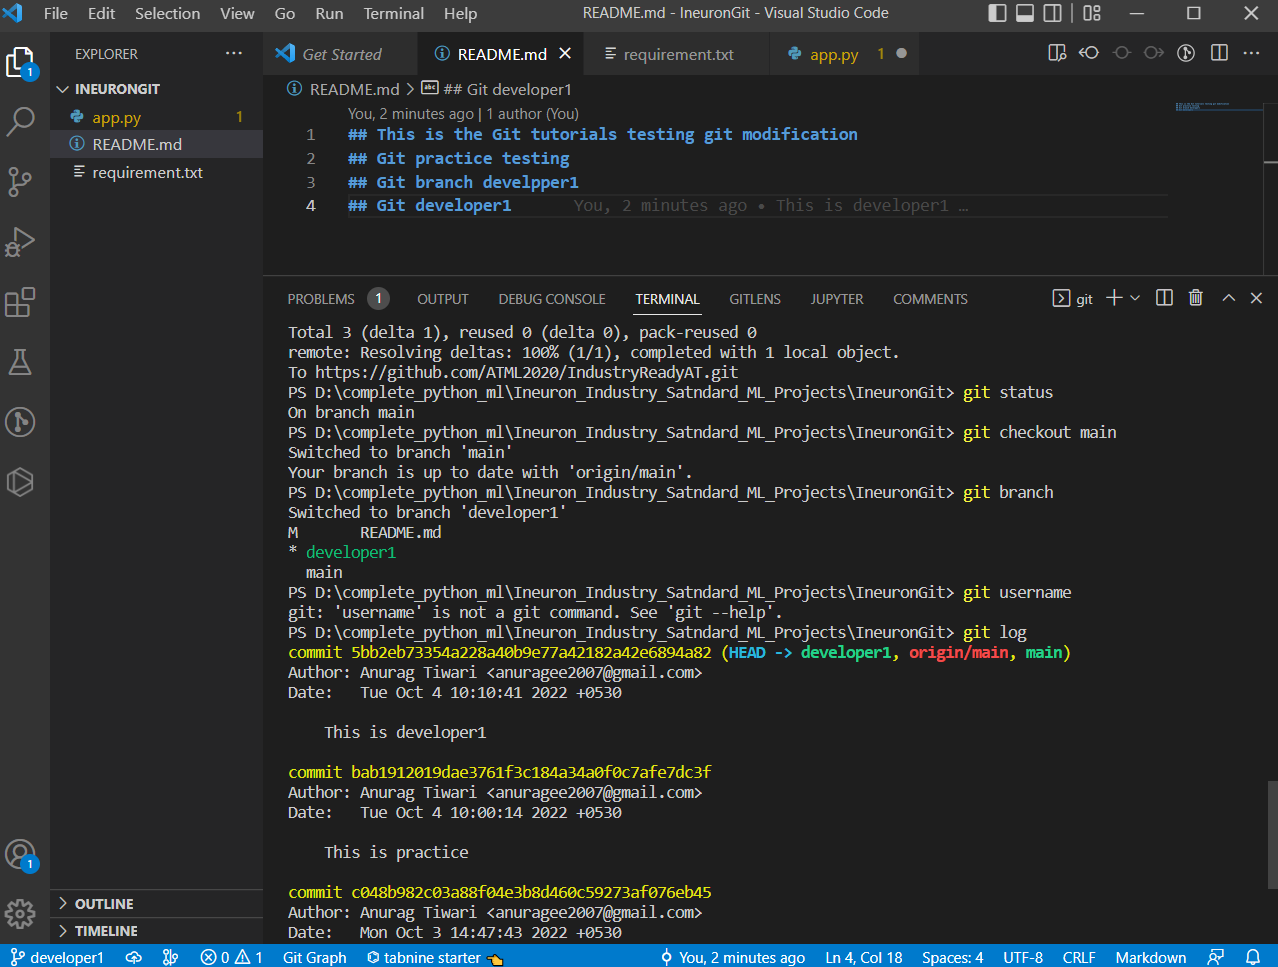 File Edit Selection View Go Run Terminal Help README.md - IneuronGit - Visual Studio Code
EXPLORER
Get Started README.md requirement.txt app.py 1
1
INEURONGIT
app.py 1
README.md
requirement.txt
README.md > ## Git developer1
You, 2 minutes ago | 1 author (You)
1 ## This is the Git tutorials testing git modification
2 ## Git practice testing
3 ## Git branch develpper1
4 ## Git developer1 You, 2 minutes ago • This is developer1 …
PROBLEMS 1 OUTPUT DEBUG CONSOLE TERMINAL GITLENS JUPYTER COMMENTS git
Total 3 (delta 1), reused 0 (delta 0), pack-reused 0
remote: Resolving deltas: 100% (1/1), completed with 1 local object.
To https://github.com/ATML2020/IndustryReadyAT.git
PS D:\complete_python_ml\Ineuron_Industry_Satndard_ML_Projects\IneuronGit> git status
On branch main
PS D:\complete_python_ml\Ineuron_Industry_Satndard_ML_Projects\IneuronGit> git checkout main
Switched to branch 'main'
Your branch is up to date with 'origin/main'.
PS D:\complete_python_ml\Ineuron_Industry_Satndard_ML_Projects\IneuronGit> git branch
Switched to branch 'developer1'
M README.md
* developer1
main
PS D:\complete_python_ml\Ineuron_Industry_Satndard_ML_Projects\IneuronGit> git username
git: 'username' is not a git command. See 'git --help'.
PS D:\complete_python_ml\Ineuron_Industry_Satndard_ML_Projects\IneuronGit> git log
commit 5bb2eb73354a228a40b9e77a42182a42e6894a82 (HEAD -> developer1, origin/main, main)
Author: Anurag Tiwari <anuragee2007@gmail.com>
Date: Tue Oct 4 10:10:41 2022 +0530
This is developer1
commit bab1912019dae3761f3c184a34a0f0c7afe7dc3f
Author: Anurag Tiwari <anuragee2007@gmail.com>
Date: Tue Oct 4 10:00:14 2022 +0530
This is practice
commit c048b982c03a88f04e3b8d460c59273af076eb45
Author: Anurag Tiwari <anuragee2007@gmail.com>
Date: Mon Oct 3 14:47:43 2022 +0530
1
OUTLINE
TIMELINE
developer1 0 1 Git Graph tabnine starter You, 2 minutes ago Ln 4, Col 18 Spaces: 4 UTF-8 CRLF Markdown